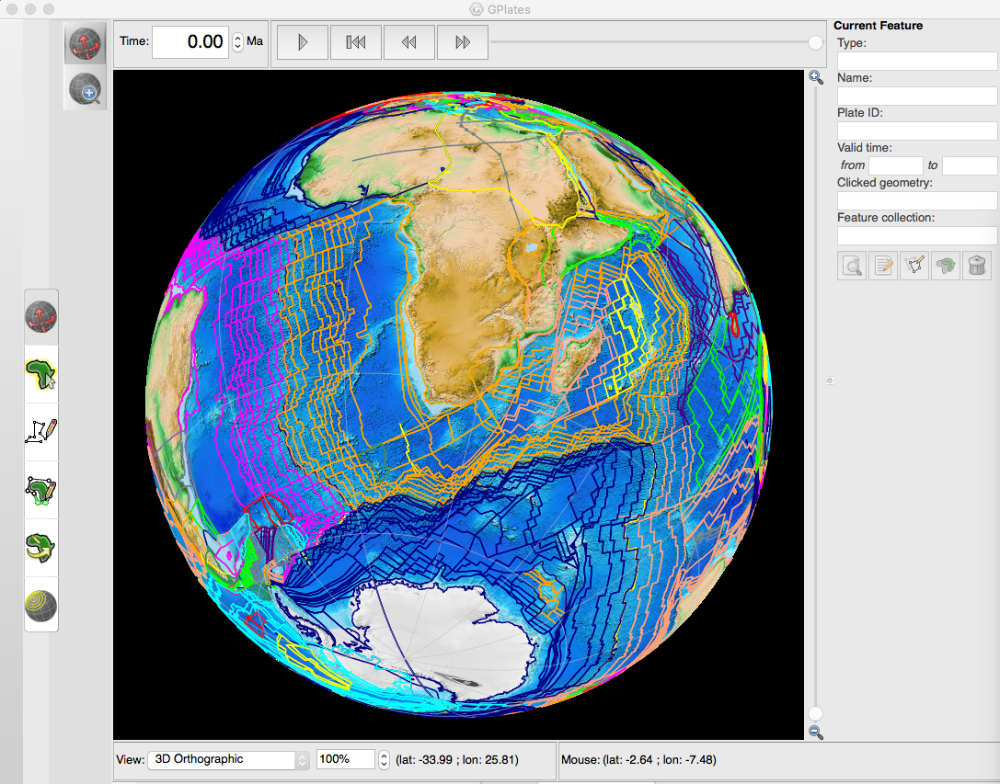 GPlates
Time: 0.00 Ma
Current Feature
Type:
Name:
Plate ID:
Valid time:
from to
Clicked geometry:
Feature collection:
View: 3D Orthographic 100% (lat: -33.99 ; lon: 25.81) Mouse: (lat: -2.64 ; lon: -7.48)